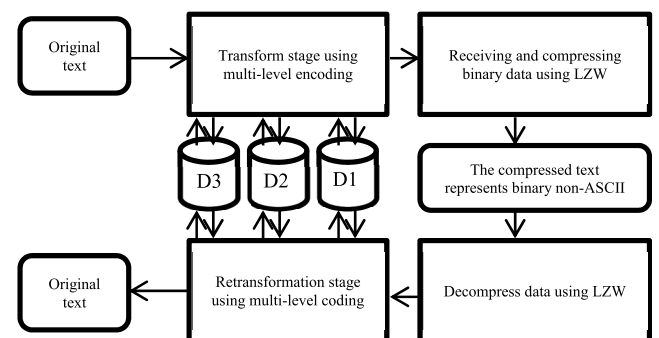 Original
text
Transform stage using
multi-level encoding
Receiving and compressing
binary data using LZW
D3
D2
D1
The compressed text
represents binary non-ASCII
Original
text
Retransformation stage
using multi-level coding
Decompress data using LZW